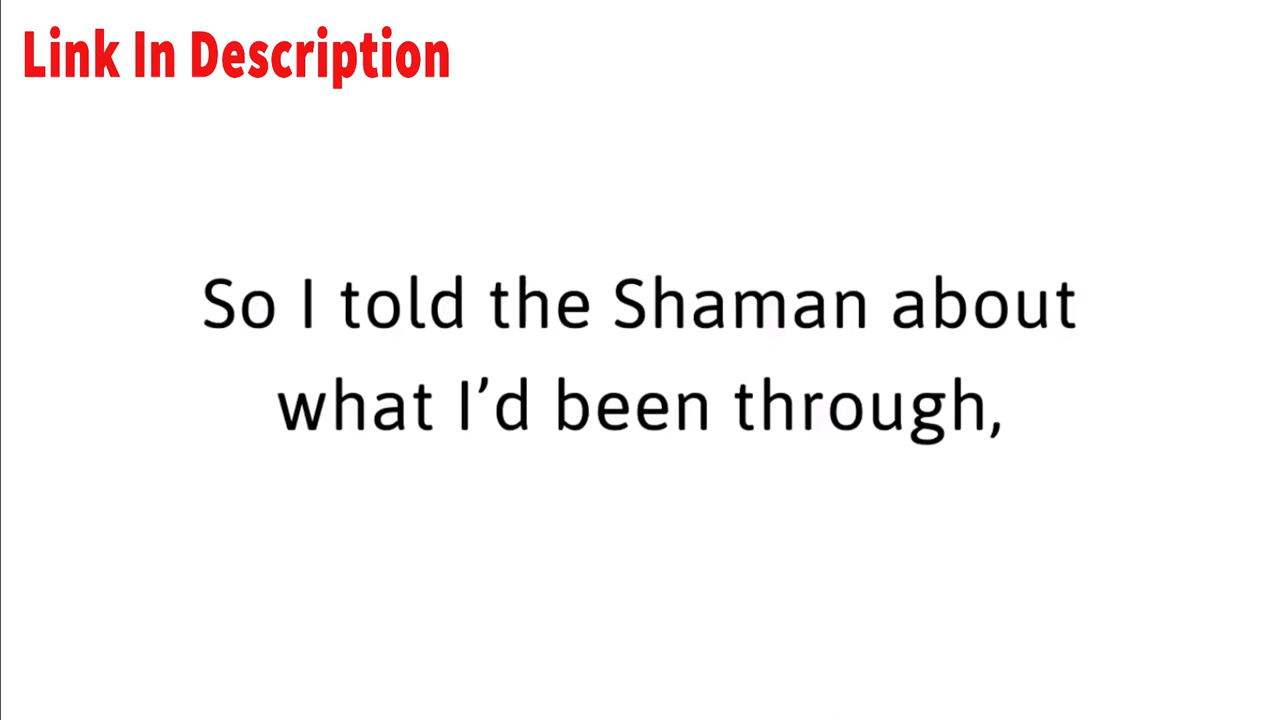 Link In Description
So I told the Shaman about
what I’d been through,